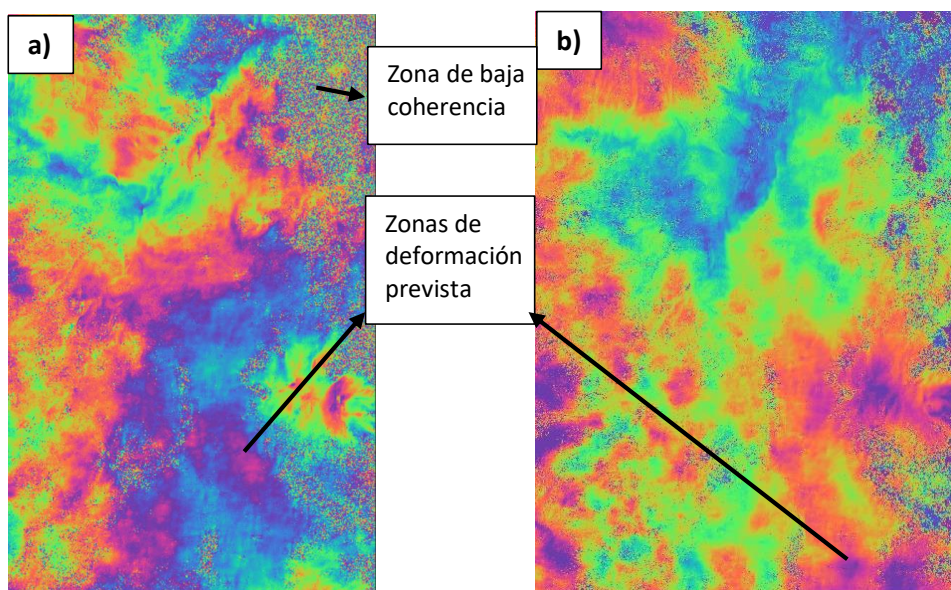 a)
Zona de baja
coherencia
Zonas de
deformación
prevista
b)